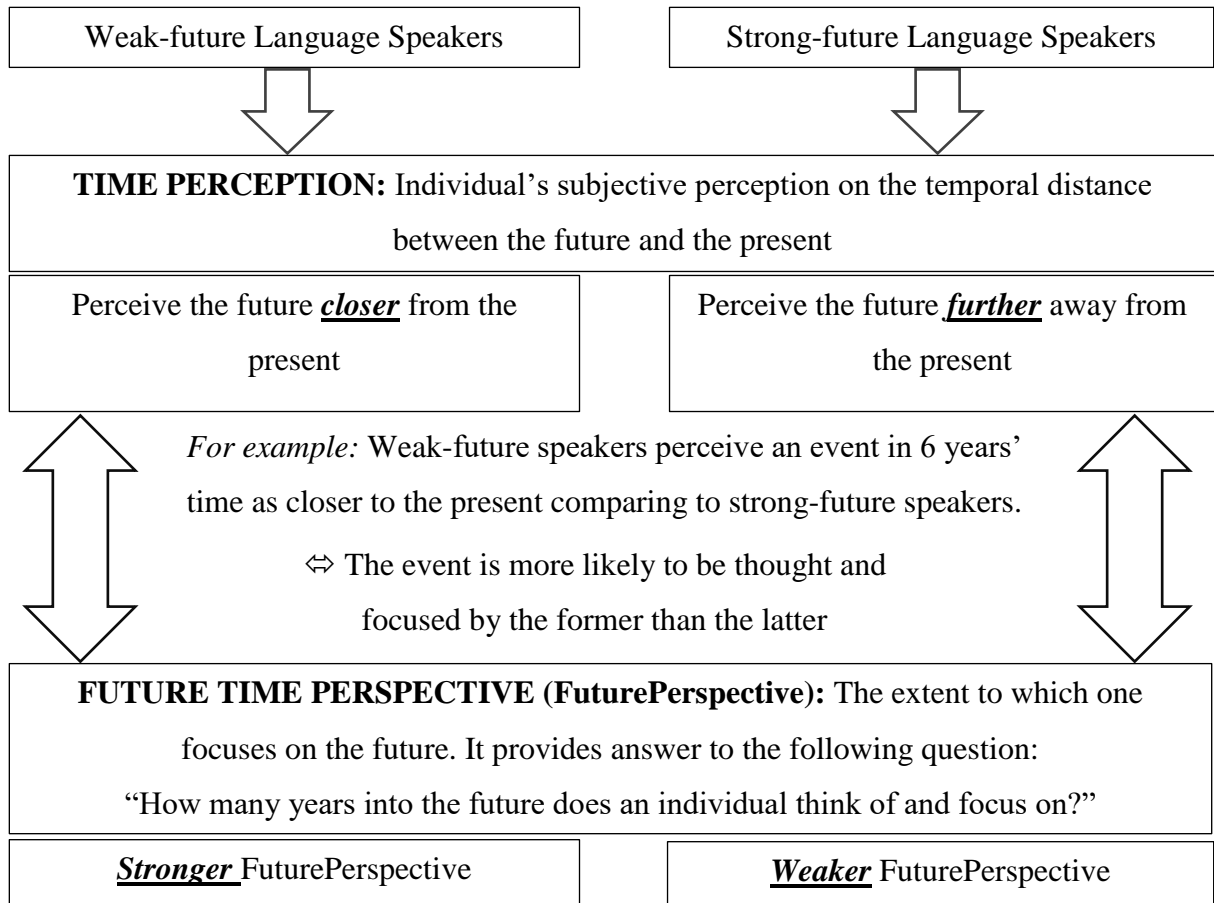 Weak-future Language Speakers
Strong-future Language Speakers
TIME PERCEPTION: Individual’s subjective perception on the temporal distance
between the future and the present
Perceive the future closer from the
present
Perceive the future further away from
the present
For example: Weak-future speakers perceive an event in 6 years’
time as closer to the present comparing to strong-future speakers.
⇔ The event is more likely to be thought and
focused by the former than the latter
FUTURE TIME PERSPECTIVE (FuturePerspective): The extent to which one
focuses on the future. It provides answer to the following question:
“How many years into the future does an individual think of and focus on?”
Stronger FuturePerspective
Weaker FuturePerspective